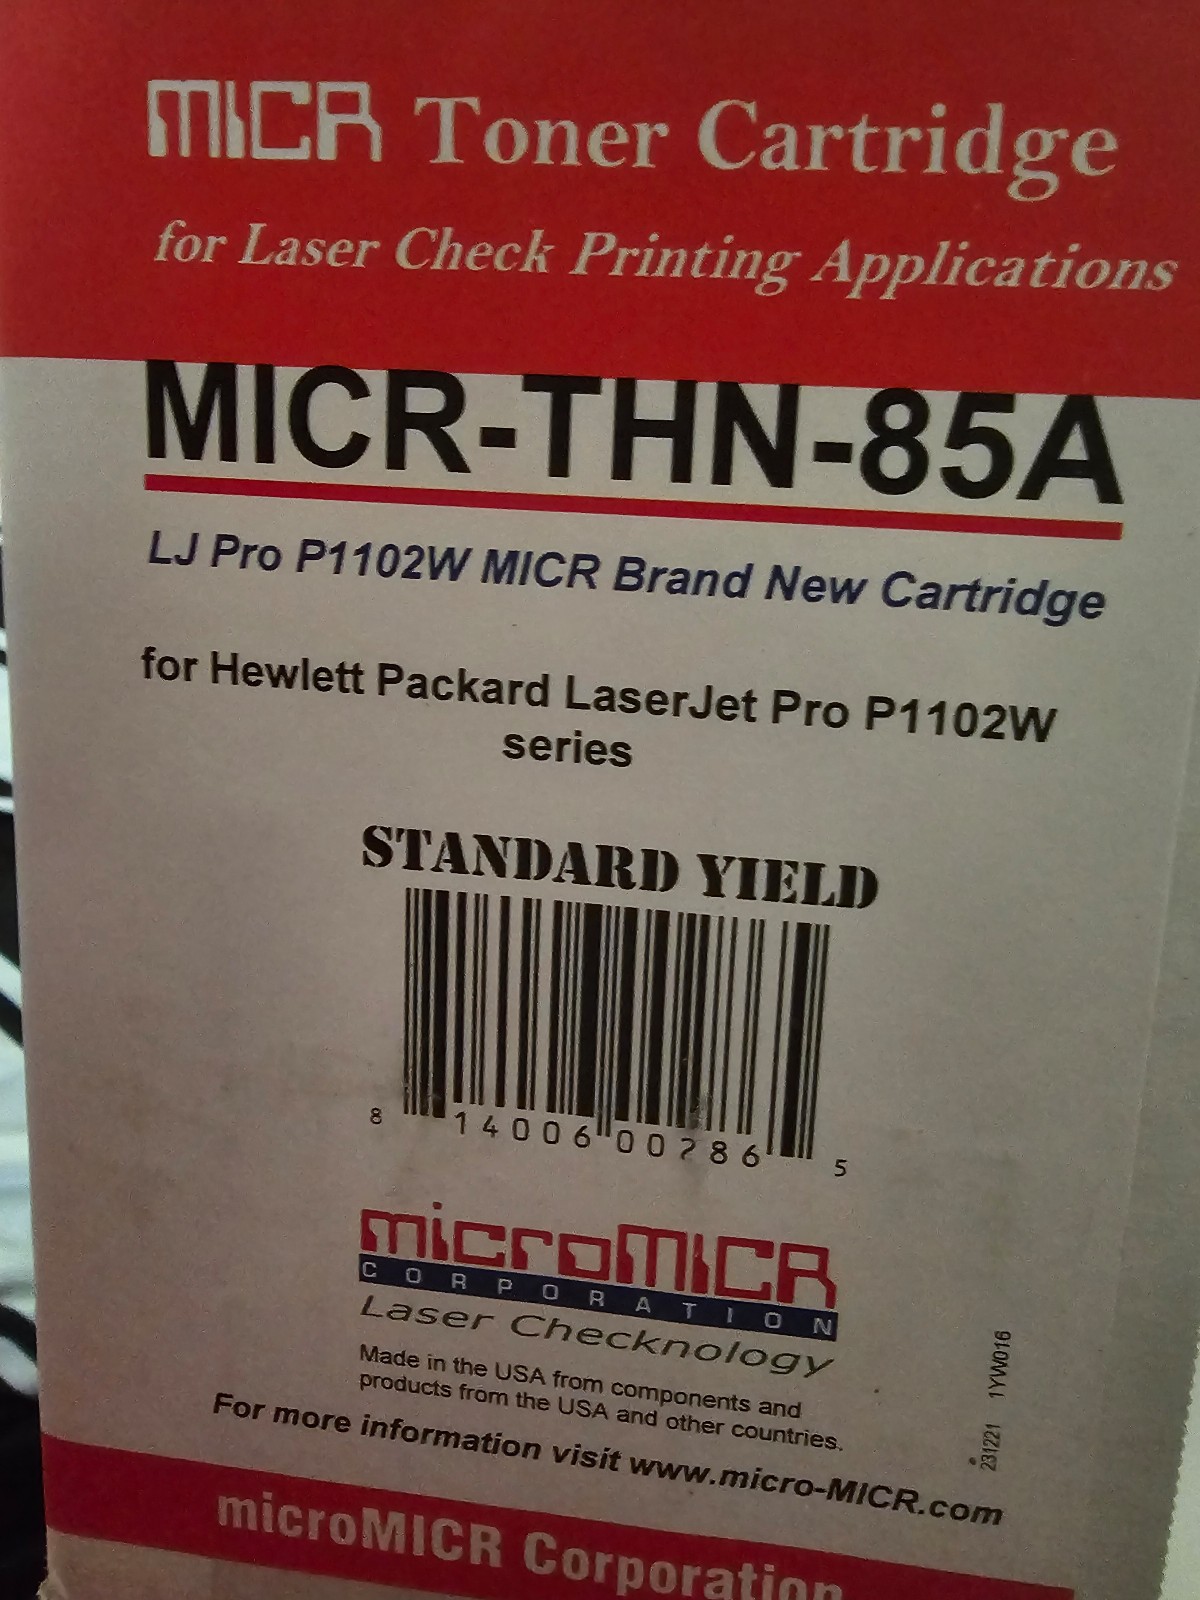 MICR Toner Cartridge
for Laser Check Printing Applications
MICR-THN-85A
LJ Pro P1102W MICR Brand New Cartridge
for Hewlett Packard LaserJet Pro P1102W
series
STANDARD YIELD
8 14006 00286 5
microMICR
CORPORATION
Laser Checknology
Made in the USA from components and
products from the USA and other countries.
For more information visit www.micro-MICR.com
231221 1YW016
microMICR Corporation